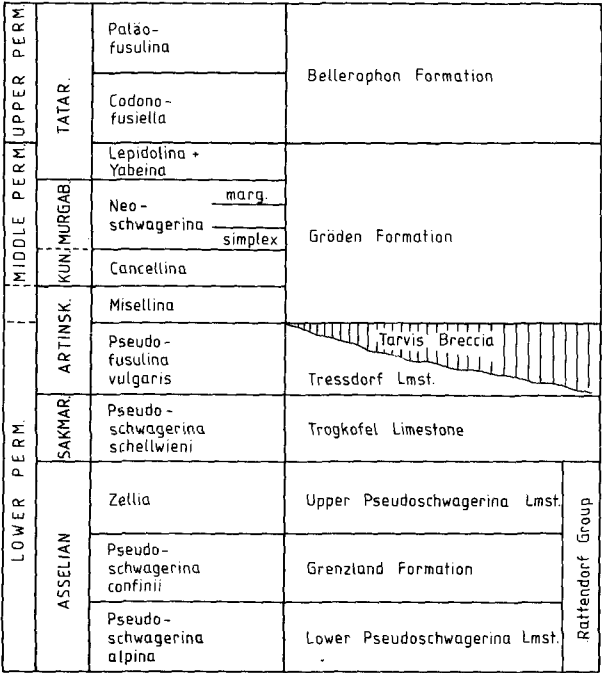 UPPER PERM.
MIDDLE PERM.
LOWER PERM.
TATAR.
MURGAB.
KUN.
ARTINSK.
SAKMAR.
ASSELIAN
Paläo-
fusulina
Codono-
fusiella
Lepidolina +
Yabeina
Neo-
schwagerina
marg.
simplex
Cancellina
Misellina
Pseudo-
fusulina
vulgaris
Pseudo-
schwagerina
schellwieni
Zellia
Pseudo-
schwagerina
confinii
Pseudo-
schwagerina
alpina
Bellerophon Formation
Gröden Formation
Tarvis Breccia
Tressdorf Lmst.
Trogkofel Limestone
Upper Pseudoschwagerina Lmst.
Grenzland Formation
Lower Pseudoschwagerina Lmst.
Rattendorf Group